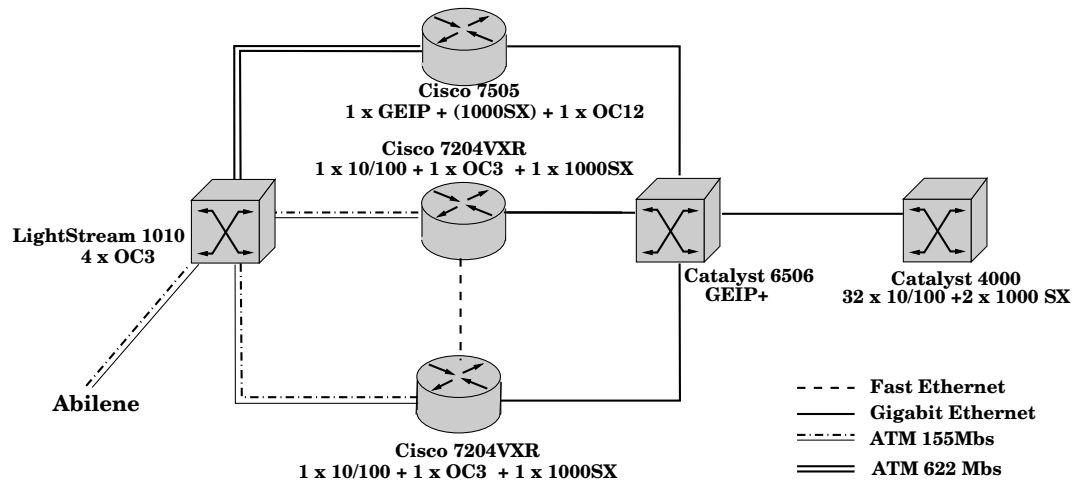 Cisco 7505
1 x GEIP + (1000SX) + 1 x OC12
Cisco 7204VXR
1 x 10/100 + 1 x OC3 + 1 x 1000SX
LightStream 1010
4 x OC3
Catalyst 6506
GEIP+
Catalyst 4000
32 x 10/100 +2 x 1000 SX
Abilene
Cisco 7204VXR
1 x 10/100 + 1 x OC3 + 1 x 1000SX
Fast Ethernet
Gigabit Ethernet
ATM 155Mbs
ATM 622 Mbs